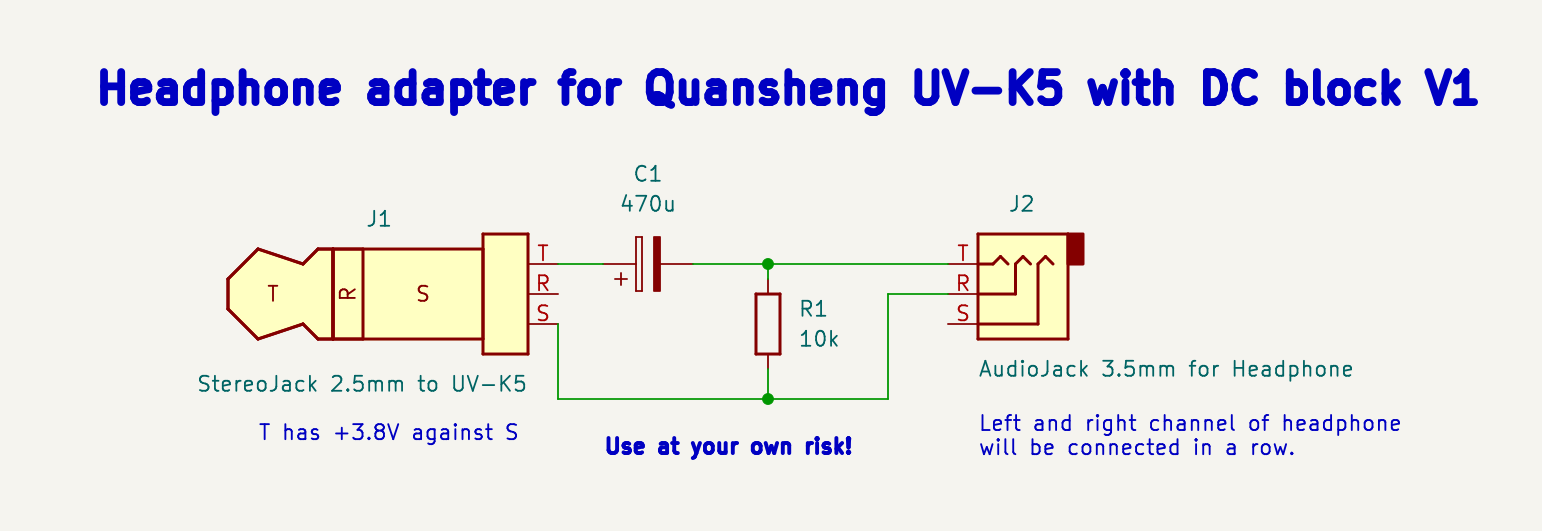 Headphone adapter for Quansheng UV-K5 with DC block V1
C1
470u
J1
J2
T
R
S
T
R
S
+
R1
10k
T
R
S
StereoJack 2.5mm to UV-K5
T has +3.8V against S
Use at your own risk!
AudioJack 3.5mm for Headphone
Left and right channel of headphone
will be connected in a row.